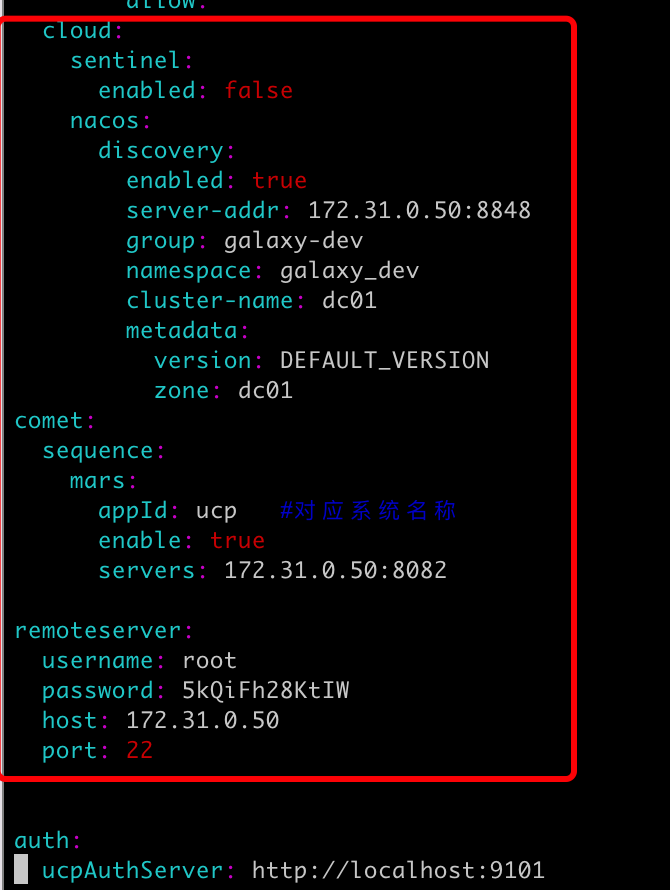 allow:
cloud:
sentinel:
enabled: false
nacos:
discovery:
enabled: true
server-addr: 172.31.0.50:8848
group: galaxy-dev
namespace: galaxy_dev
cluster-name: dc01
metadata:
version: DEFAULT_VERSION
zone: dc01
comet:
sequence:
mars:
appId: ucp #对应系统名称
enable: true
servers: 172.31.0.50:8082
remoteserver:
username: root
password: 5kQiFh28KtIW
host: 172.31.0.50
port: 22
auth:
ucpAuthServer: http://localhost:9101